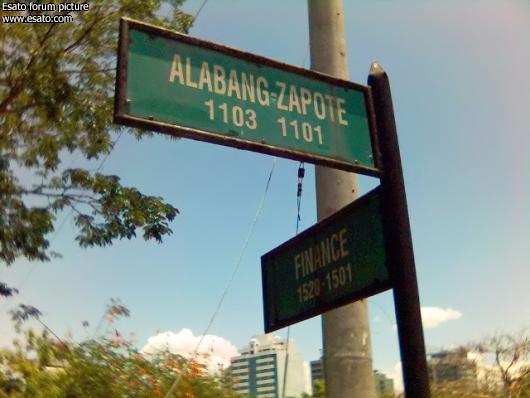 Esato forum picture
www.esato.com
ALABANG-ZAPOTE
1103 1101
FINANCE
1520-1501